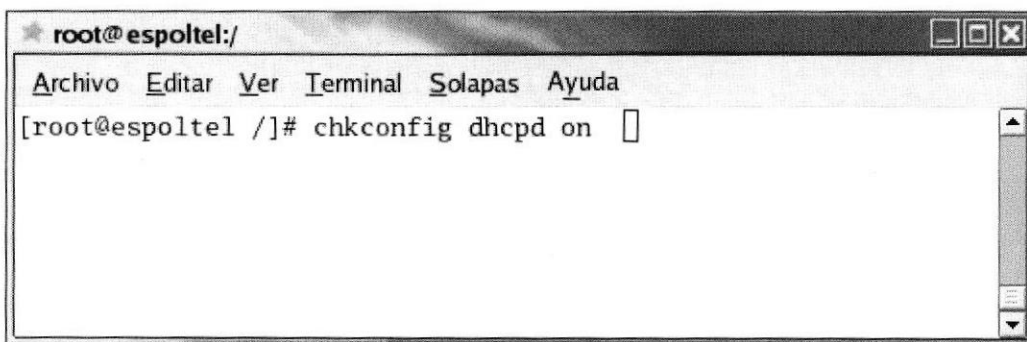 root@espoltel:/
Archivo Editar Ver Terminal Solapas Ayuda
[root@espoltel /]# chkconfig dhcpd on